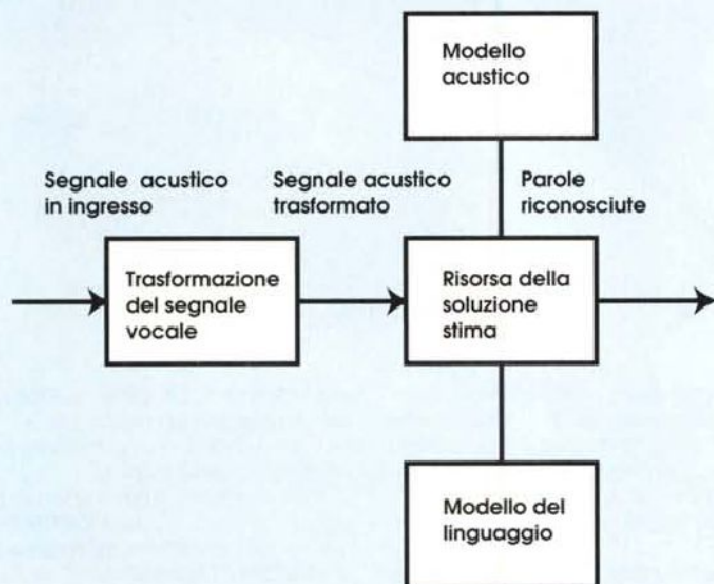 Modello
acustico
Segnale acustico
in ingresso
Segnale acustico
trasformato
Parole
riconosciute
Trasformazione
del segnale
vocale
Risorsa della
soluzione
stima
Modello del
linguaggio